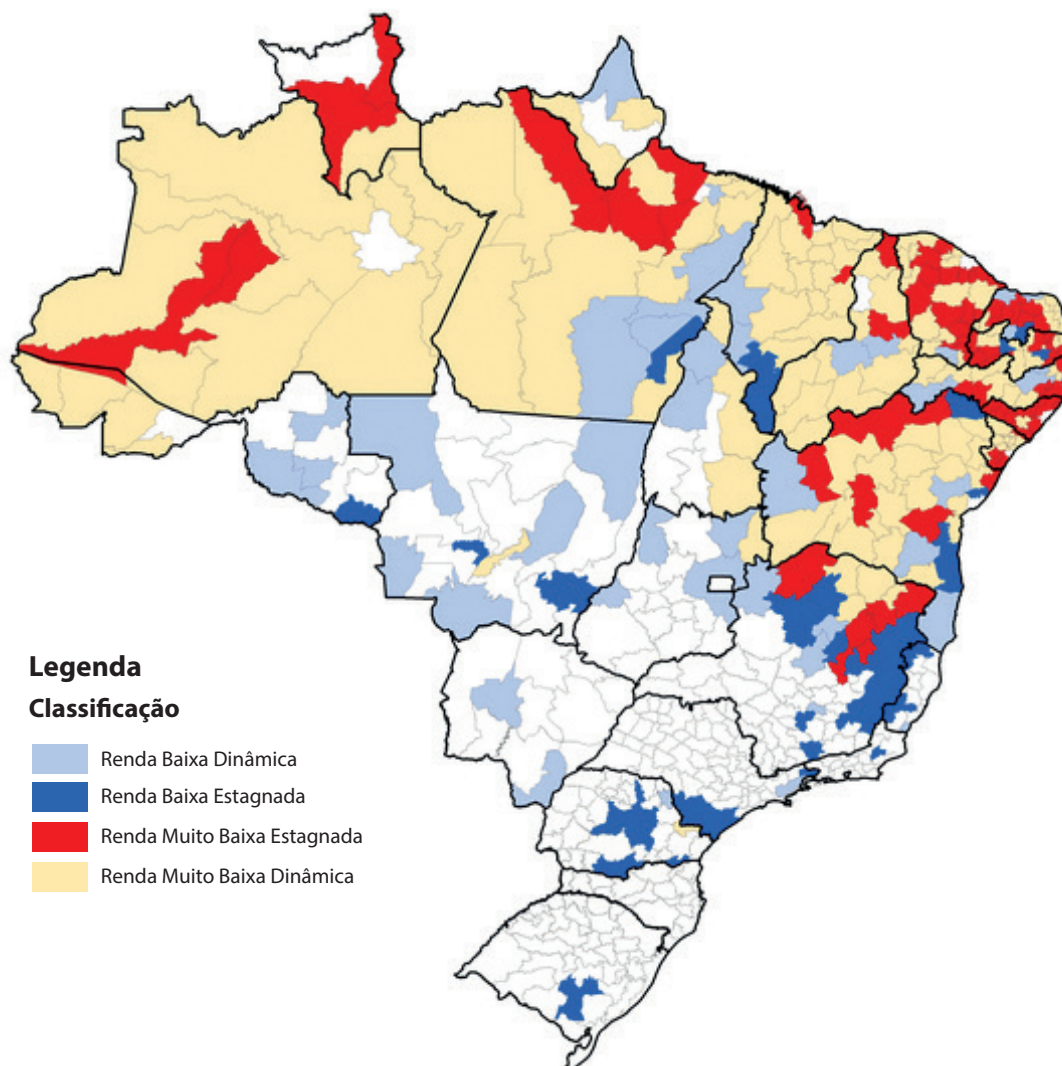 Legenda
Classificação
Renda Baixa Dinâmica
Renda Baixa Estagnada
Renda Muito Baixa Estagnada
Renda Muito Baixa Dinâmica